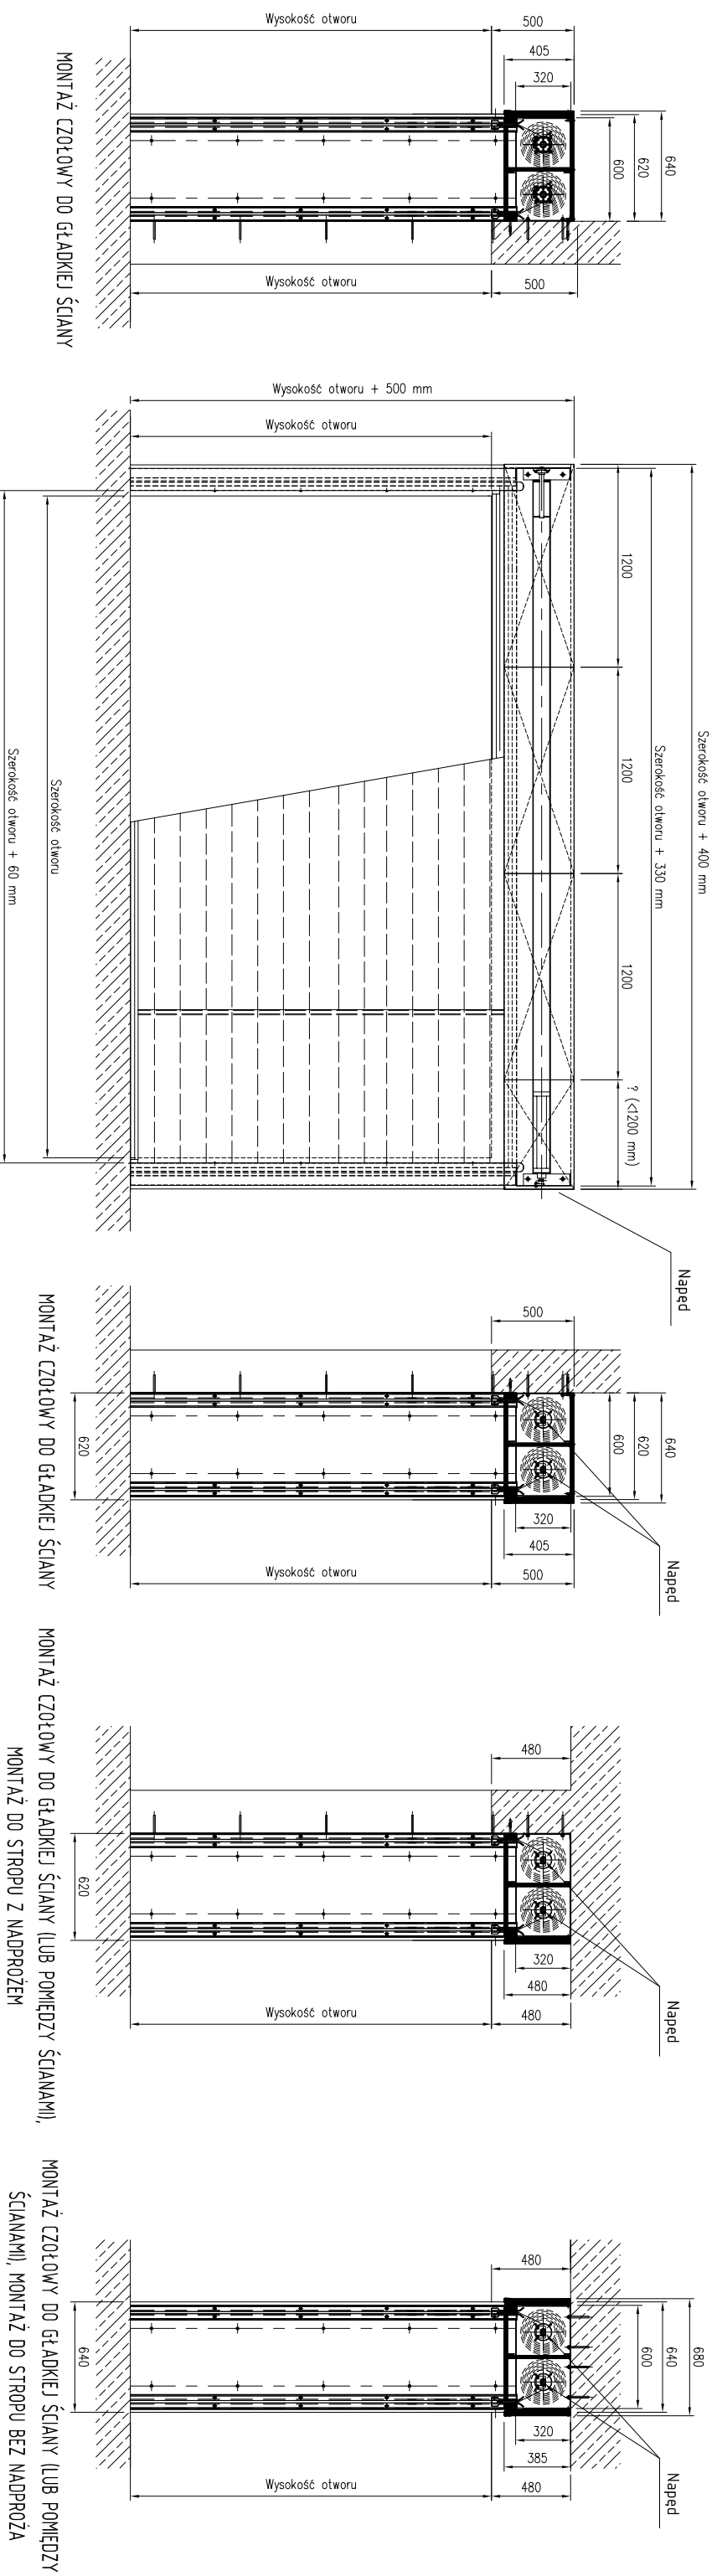 Wysokość otworu
500
405
320
600
620
640
Wysokość otworu
500
MONTAŻ CZOŁOWY DO GŁADKIEJ ŚCIANY
Wysokość otworu + 500 mm
Wysokość otworu
1200
1200
1200
? (<1200 mm)
Szerokość otworu + 330 mm
Szerokość otworu + 400 mm
Szerokość otworu
Szerokość otworu + 60 mm
Napęd
500
600
620
640
620
320
405
Wysokość otworu
500
Napęd
MONTAŻ CZOŁOWY DO GŁADKIEJ ŚCIANY
480
620
320
480
Wysokość otworu
480
Napęd
MONTAŻ CZOŁOWY DO GŁADKIEJ ŚCIANY (LUB POMIĘDZY ŚCIANAMI),
MONTAŻ DO STROPU Z NADPROŻEM
480
600
640
680
640
320
385
Wysokość otworu
480
Napęd
MONTAŻ CZOŁOWY DO GŁADKIEJ ŚCIANY (LUB POMIĘDZY
ŚCIANAMI), MONTAŻ DO STROPU BEZ NADPROŻA